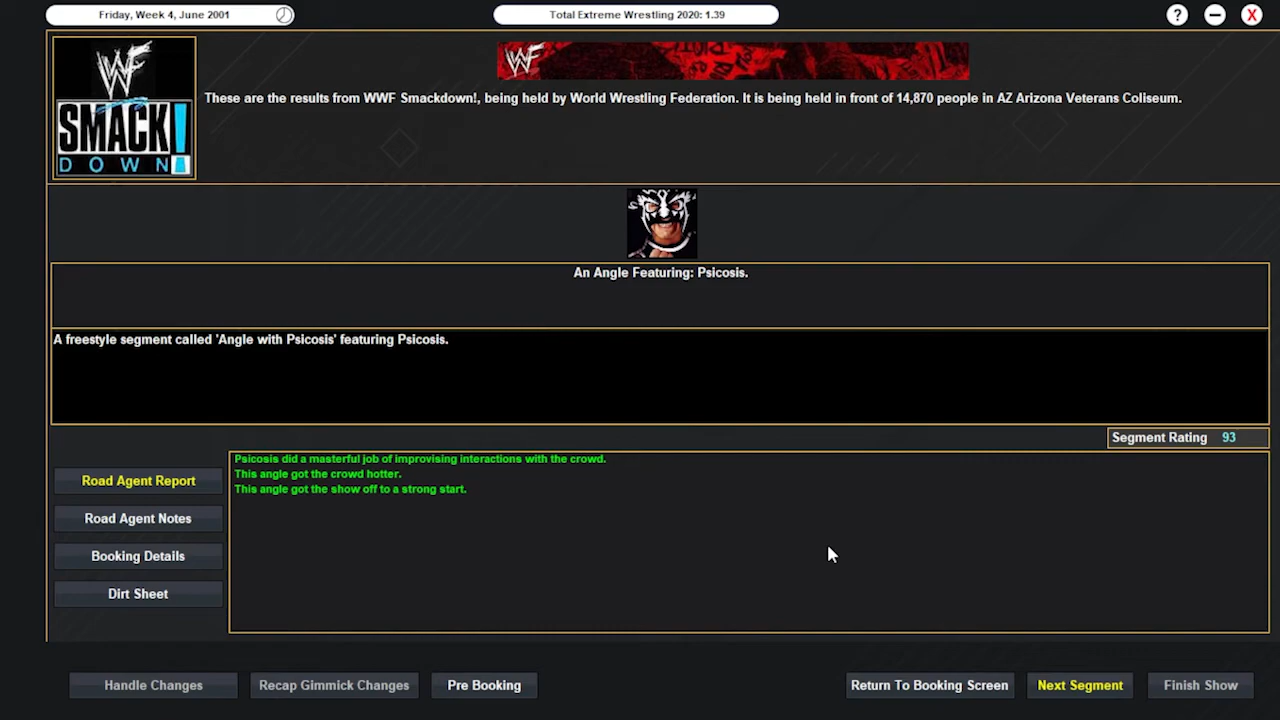 Friday, Week 4, June 2001
Total Extreme Wrestling 2020: 1.39
?
X
WF
SMACK
DOWN!
WF
These are the results from WWF Smackdown!, being held by World Wrestling Federation. It is being held in front of 14,870 people in AZ Arizona Veterans Coliseum.
An Angle Featuring: Psicosis.
A freestyle segment called 'Angle with Psicosis' featuring Psicosis.
Segment Rating 93
Psicosis did a masterful job of improvising interactions with the crowd.
This angle got the crowd hotter.
This angle got the show off to a strong start.
Road Agent Report
Road Agent Notes
Booking Details
Dirt Sheet
Handle Changes
Recap Gimmick Changes
Pre Booking
Return To Booking Screen
Next Segment
Finish Show